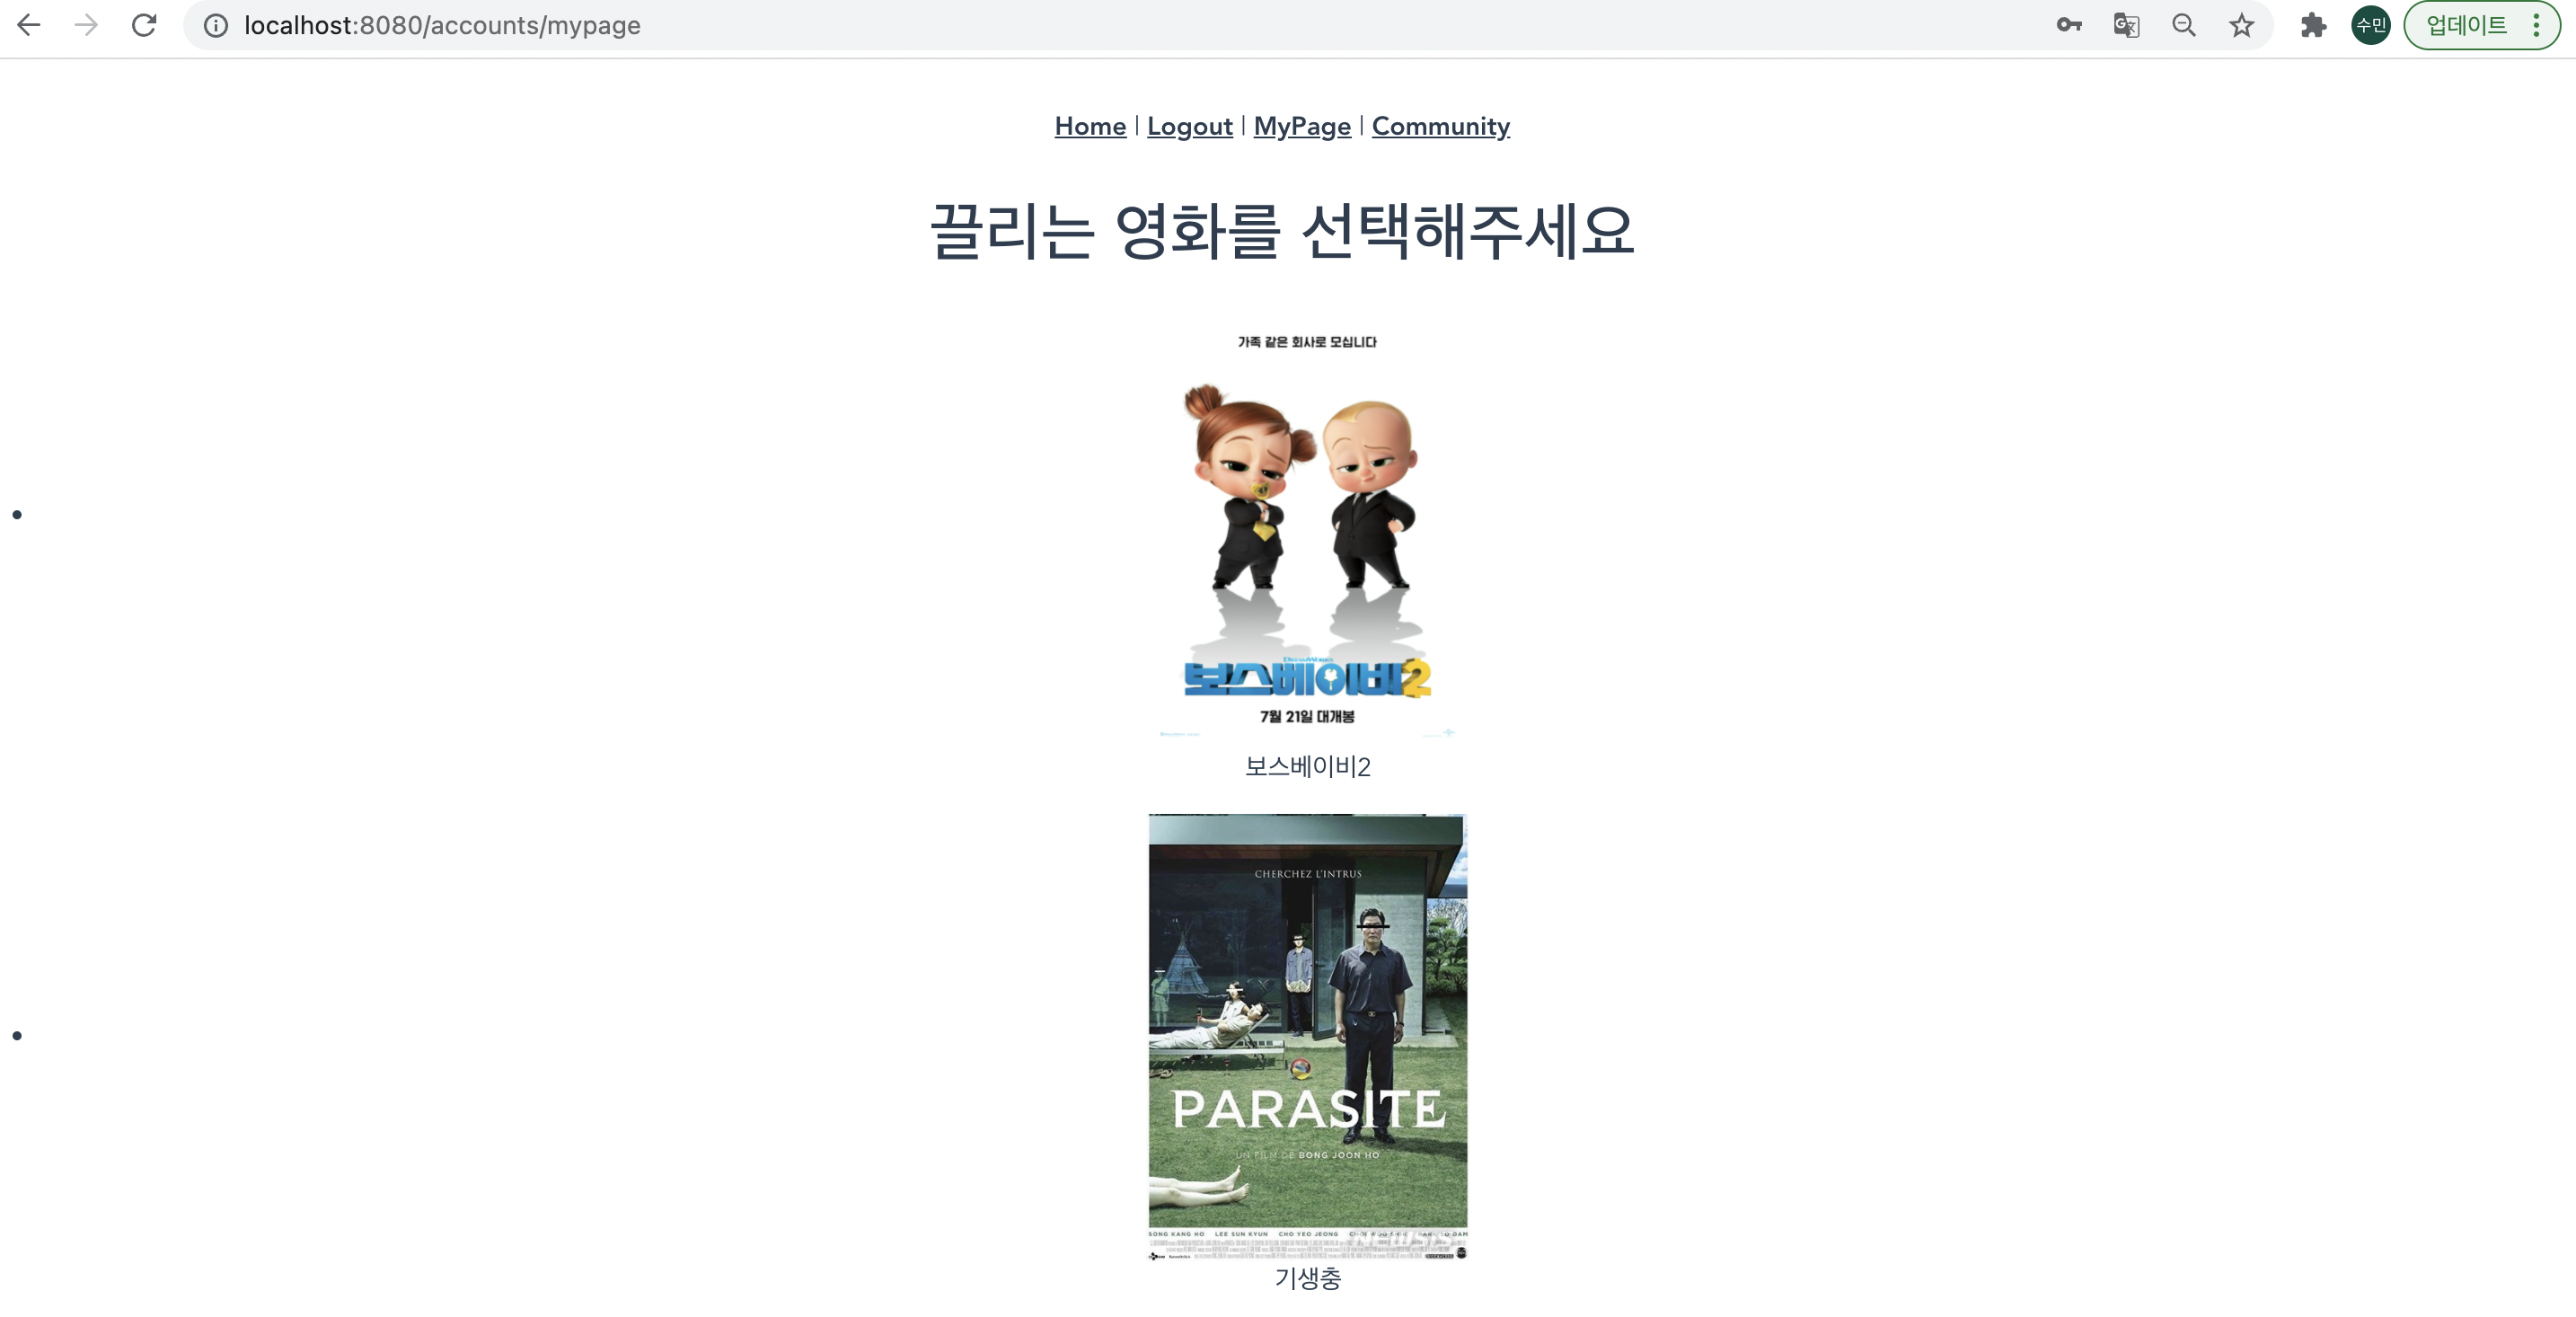 localhost:8080/accounts/mypage
수민
업데이트
Home | Logout | MyPage | Community
끌리는 영화를 선택해주세요
가족 같은 회사로 모십니다
보스베이비2
7월 21일 대개봉
보스베이비2
CHERCHEZ L'INTRUS
PARASITE
UN FILM DE BONG JOON HO
SONG KANG HO LEE SUN KYUN CHO YEO JEONG
NEWSIS
기생충